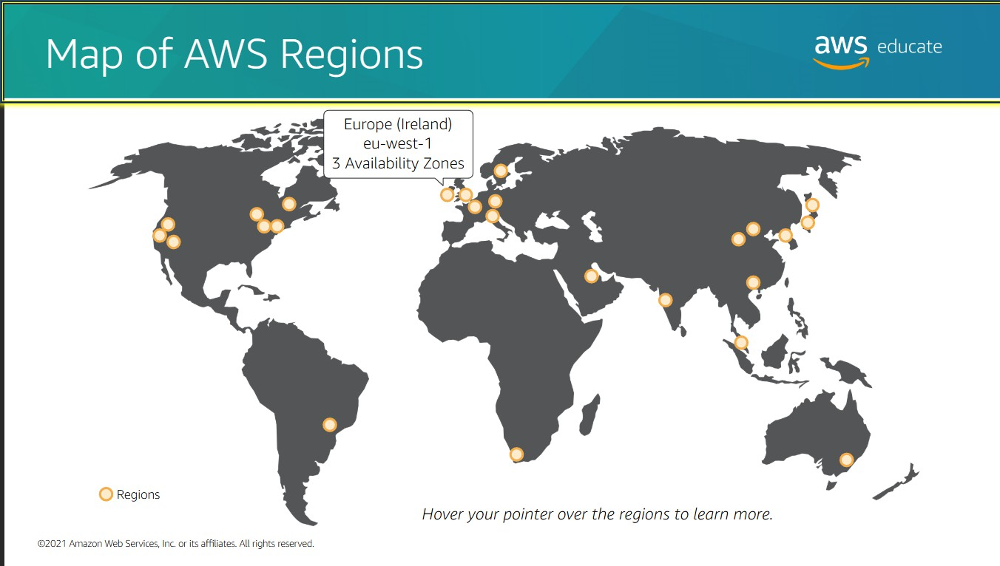 Map of AWS Regions
aws educate
Europe (Ireland)
eu-west-1
3 Availability Zones
Regions
Hover your pointer over the regions to learn more.
©2021 Amazon Web Services, Inc. or its affiliates. All rights reserved.